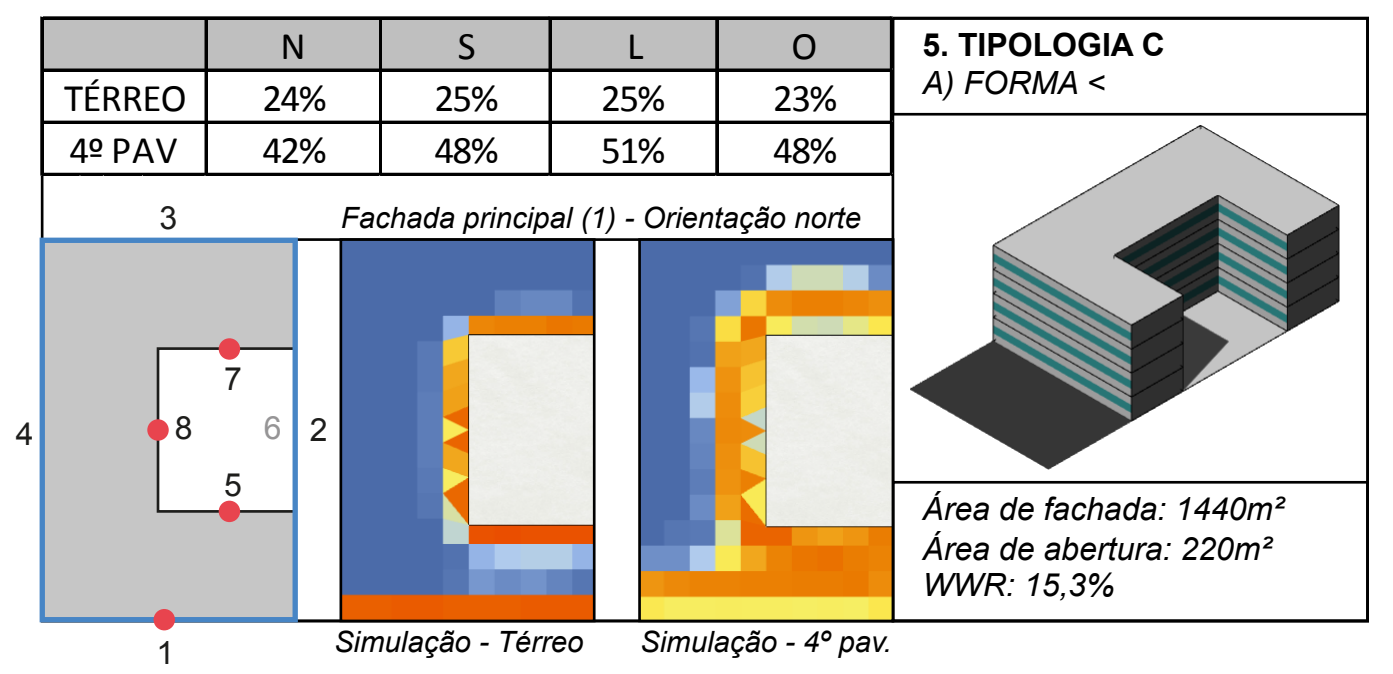 N S L O
TÉRREO 24% 25% 25% 23%
4º PAV 42% 48% 51% 48%
5. TIPOLOGIA C
A) FORMA <
3
Fachada principal (1) - Orientação norte
7
4
8
6
2
5
1
Simulação - Térreo
Simulação - 4º pav.
Área de fachada: 1440m²
Área de abertura: 220m²
WWR: 15,3%